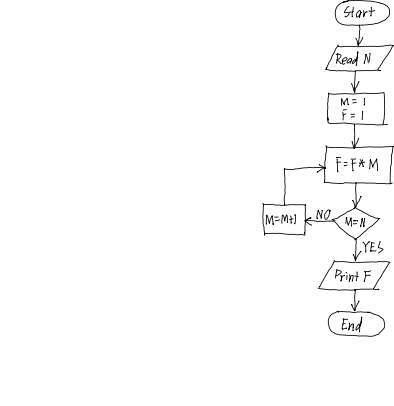 Start
Read N
M = 1
F = 1
F = F * M
M=M+1
NO
M=N
YES
Print F
End